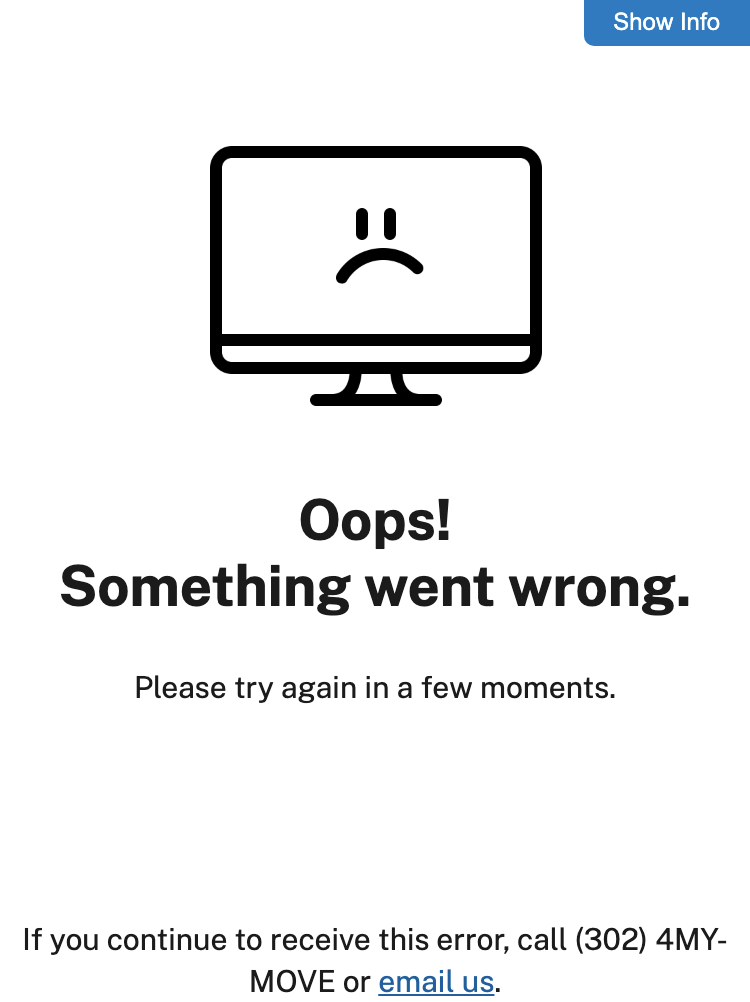 Show Info
Oops!
Something went wrong.
Please try again in a few moments.
If you continue to receive this error, call (302) 4MY-
MOVE or email us.